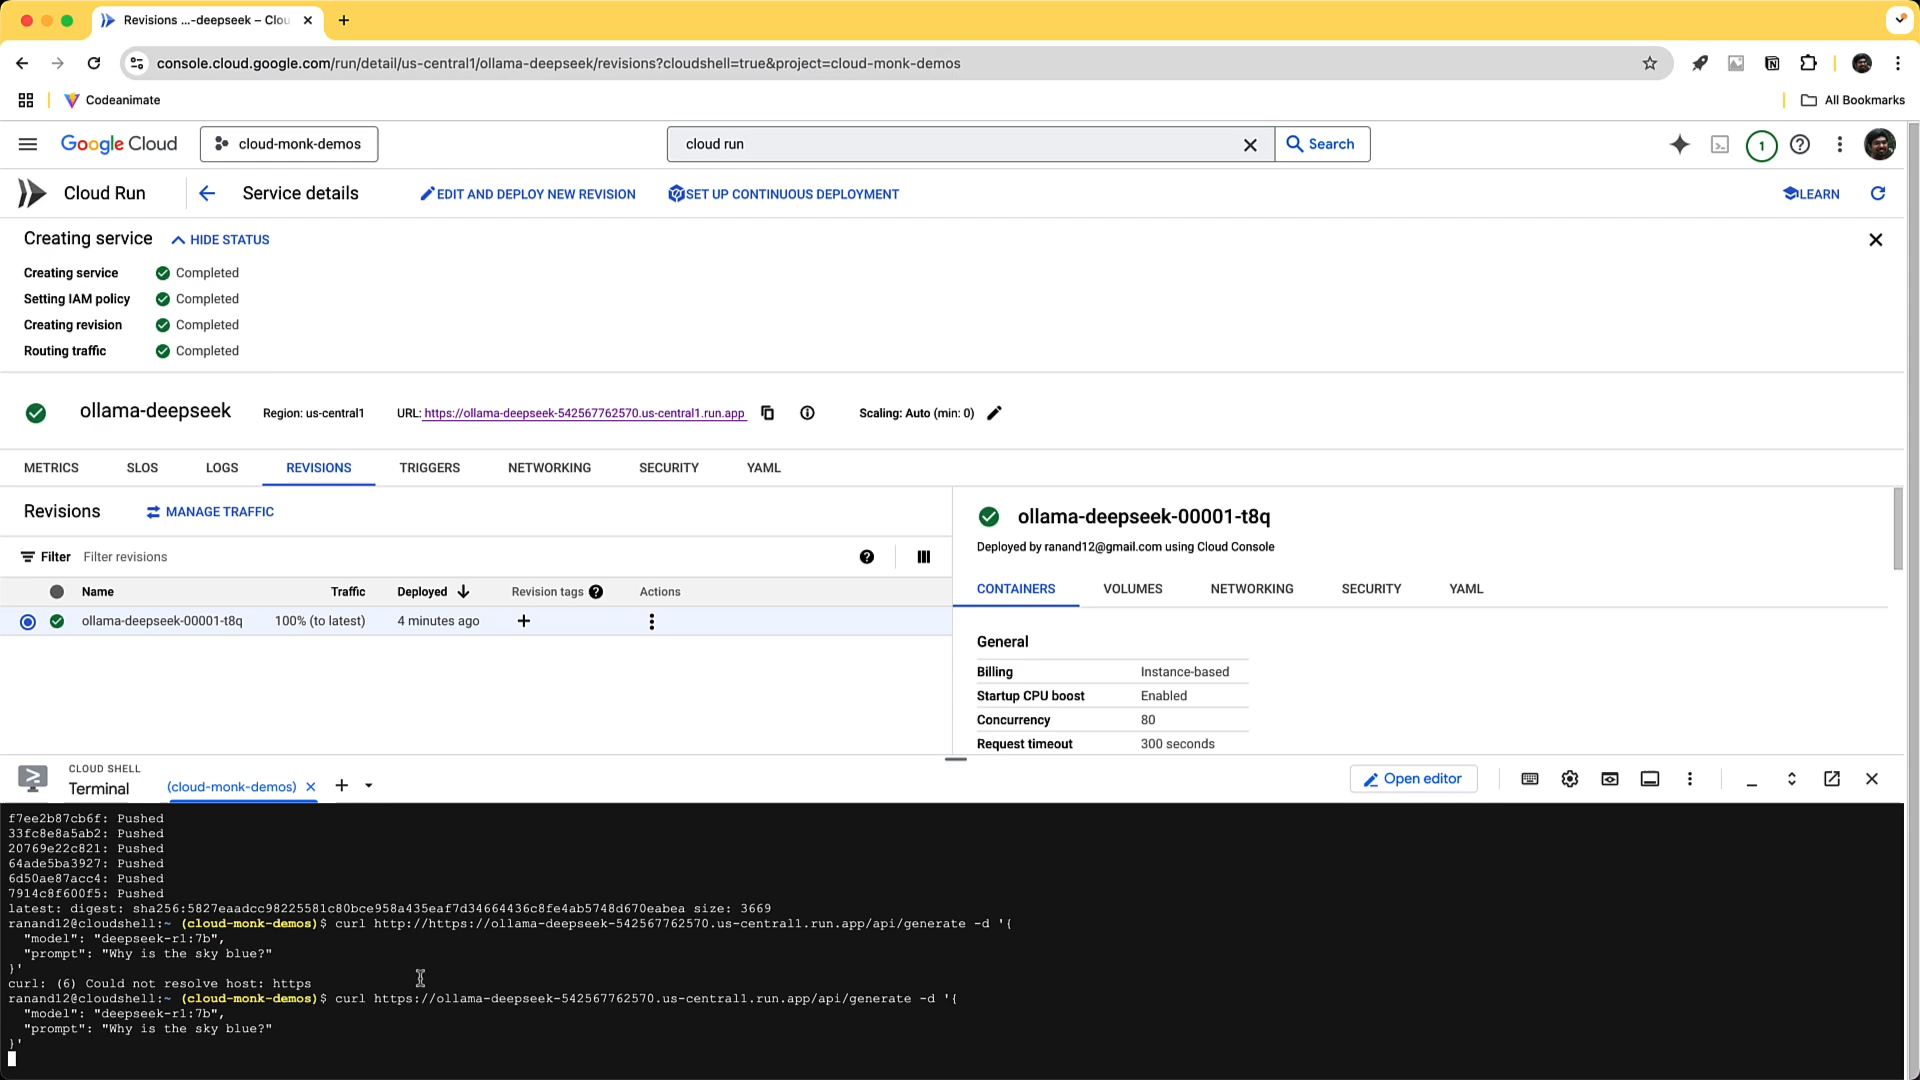 Revisions ...-deepseek – Clou
console.cloud.google.com/run/detail/us-central1/ollama-deepseek/revisions?cloudshell=true&project=cloud-monk-demos
Codeanimate
All Bookmarks
Google Cloud
cloud-monk-demos
cloud run
Search
1
Cloud Run
Service details
EDIT AND DEPLOY NEW REVISION
SET UP CONTINUOUS DEPLOYMENT
LEARN
Creating service
HIDE STATUS
Creating service Completed
Setting IAM policy Completed
Creating revision Completed
Routing traffic Completed
ollama-deepseek
Region: us-central1
URL: https://ollama-deepseek-542567762570.us-central1.run.app
Scaling: Auto (min: 0)
METRICS SLOS LOGS REVISIONS TRIGGERS NETWORKING SECURITY YAML
Revisions
MANAGE TRAFFIC
Filter Filter revisions
Name Traffic Deployed Revision tags Actions
ollama-deepseek-00001-t8q 100% (to latest) 4 minutes ago
ollama-deepseek-00001-t8q
Deployed by ranand12@gmail.com using Cloud Console
CONTAINERS VOLUMES NETWORKING SECURITY YAML
General
Billing Instance-based
Startup CPU boost Enabled
Concurrency 80
Request timeout 300 seconds
CLOUD SHELL
Terminal
(cloud-monk-demos)
Open editor
f7ee2b87cb6f: Pushed
33fc8e8a5ab2: Pushed
20769e22c821: Pushed
64ade5ba3927: Pushed
6d50ae87acc4: Pushed
7914c8f600f5: Pushed
latest: digest: sha256:5827eaadcc98225581c80bce958a435eaf7d34664436c8fe4ab5748d670eabea size: 3669
ranand12@cloudshell:~ (cloud-monk-demos)$ curl http://https://ollama-deepseek-542567762570.us-central1.run.app/api/generate -d '{
"model": "deepseek-r1:7b",
"prompt": "Why is the sky blue?"
}'
curl: (6) Could not resolve host: https
ranand12@cloudshell:~ (cloud-monk-demos)$ curl https://ollama-deepseek-542567762570.us-central1.run.app/api/generate -d '{
"model": "deepseek-r1:7b",
"prompt": "Why is the sky blue?"
}'